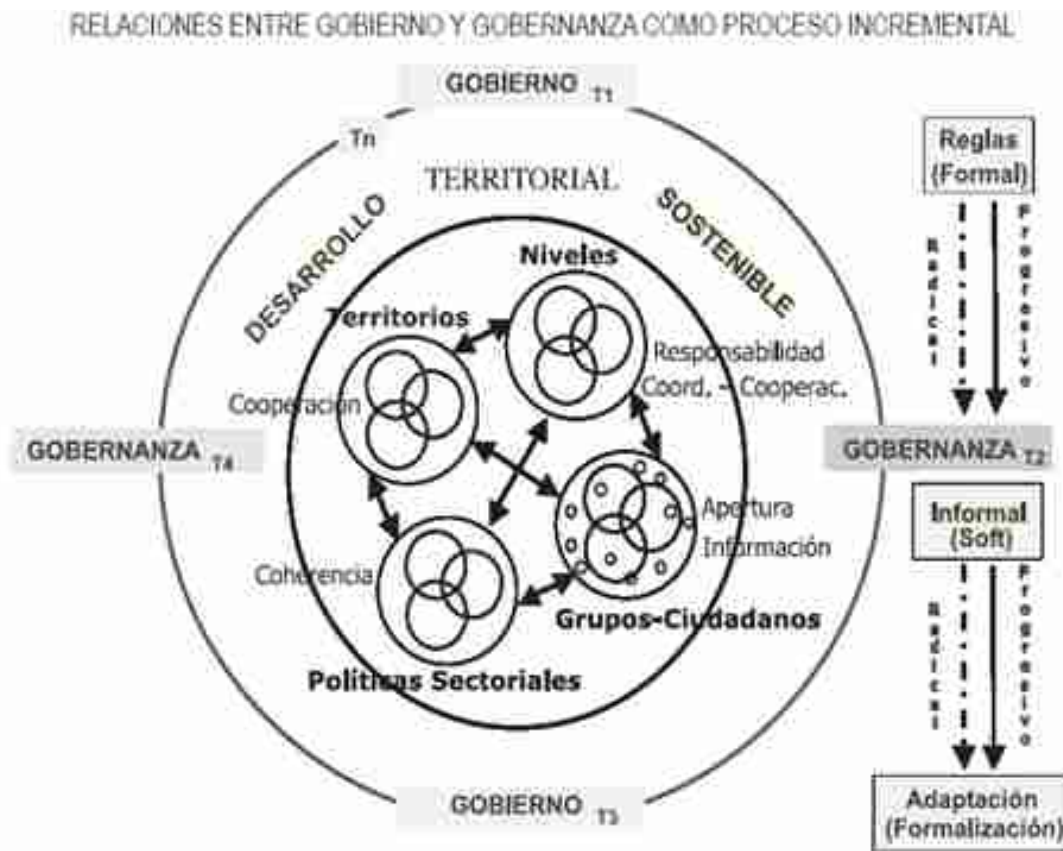 RELACIONES ENTRE GOBIERNO Y GOBERNANZA COMO PROCESO INCREMENTAL
GOBIERNO T1
Tn
TERRITORIAL
DESARROLLO
SOSTENIBLE
Reglas
(Formal)
Radical
Progresivo
Niveles
Territorios
Responsabilidad
Coord. - Cooperac.
Cooperación
GOBERNANZA T4
GOBERNANZA T2
Apertura
Información
Informal
(Soft)
Coherencia
Grupos-Ciudadanos
Radical
Progresivo
Políticas Sectoriales
GOBIERNO T3
Adaptación
(Formalización)